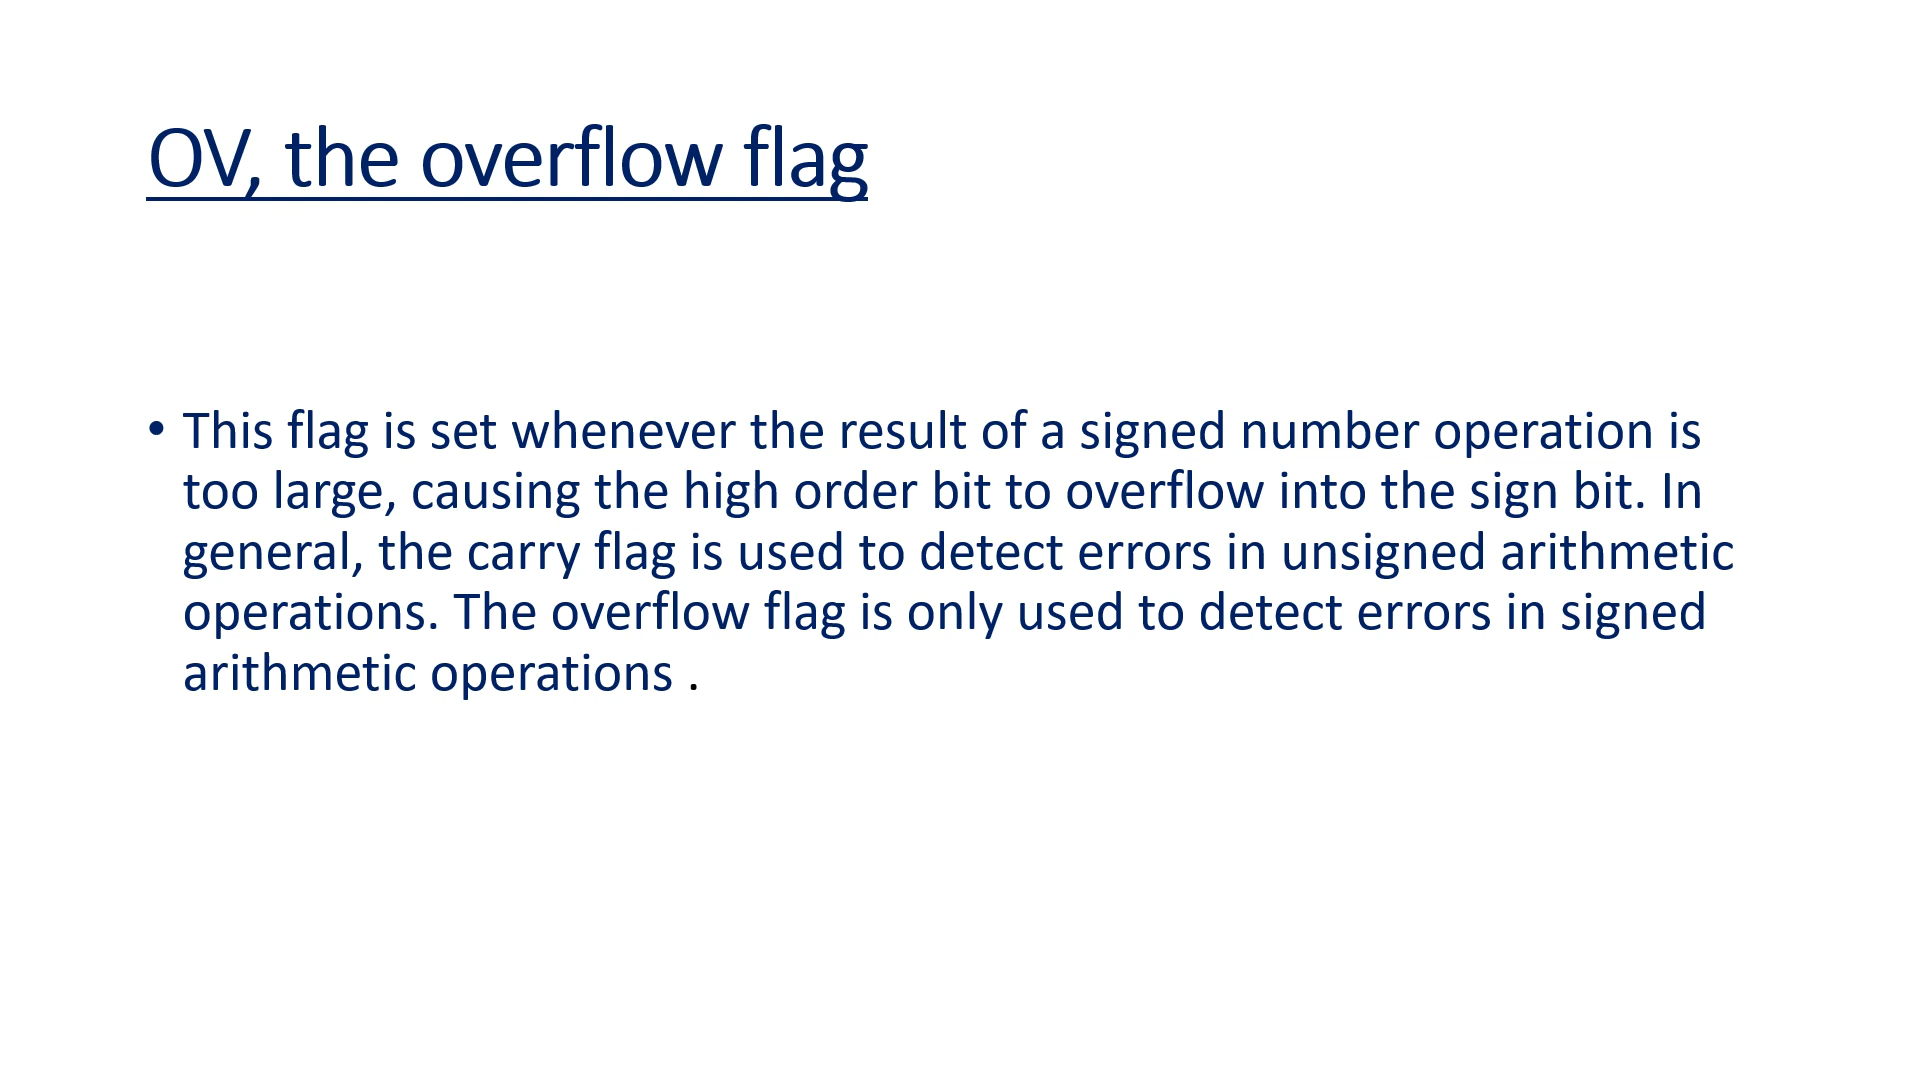 OV, the overflow flag
• This flag is set whenever the result of a signed number operation is
too large, causing the high order bit to overflow into the sign bit. In
general, the carry flag is used to detect errors in unsigned arithmetic
operations. The overflow flag is only used to detect errors in signed
arithmetic operations .